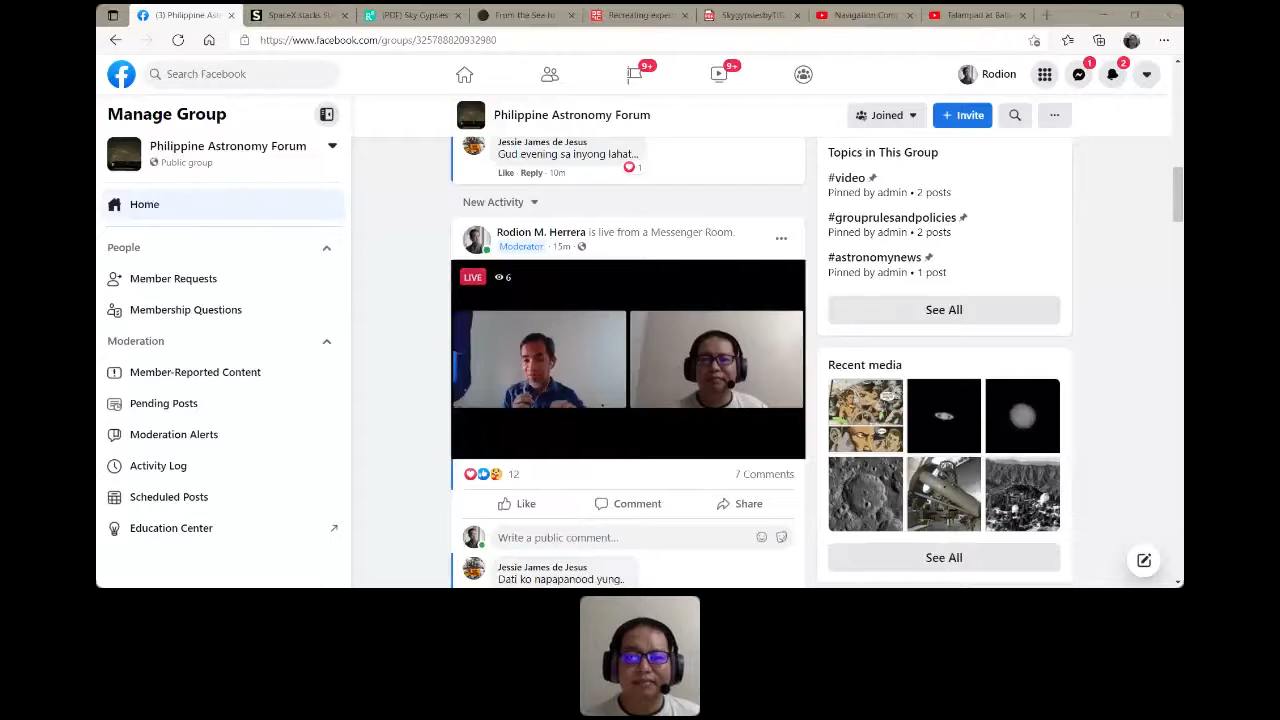 (3) Philippine Astr
SpaceX stacks S
(PDF) Sky Gypsies
From the Sea to
Recreating exper
SkygypsiesbyTi
Navigation Com
Talampad at Bal
https://www.facebook.com/groups/325788820932980
Search Facebook
9+
9+
Rodion
1
2
Manage Group
Philippine Astronomy Forum
Public group
Home
People
Member Requests
Membership Questions
Moderation
Member-Reported Content
Pending Posts
Moderation Alerts
Activity Log
Scheduled Posts
Education Center
Philippine Astronomy Forum
Joined
+ Invite
Jessie James de Jesus
Gud evening sa inyong lahat...
1
Like · Reply · 10m
New Activity
Rodion M. Herrera is live from a Messenger Room.
Moderator · 15m ·
LIVE
6
12
7 Comments
Like
Comment
Share
Write a public comment...
Jessie James de Jesus
Dati ko napapanood yung..
Topics in This Group
#video
Pinned by admin • 2 posts
#grouprulesandpolicies
Pinned by admin • 2 posts
#astronomynews
Pinned by admin • 1 post
See All
Recent media
See All